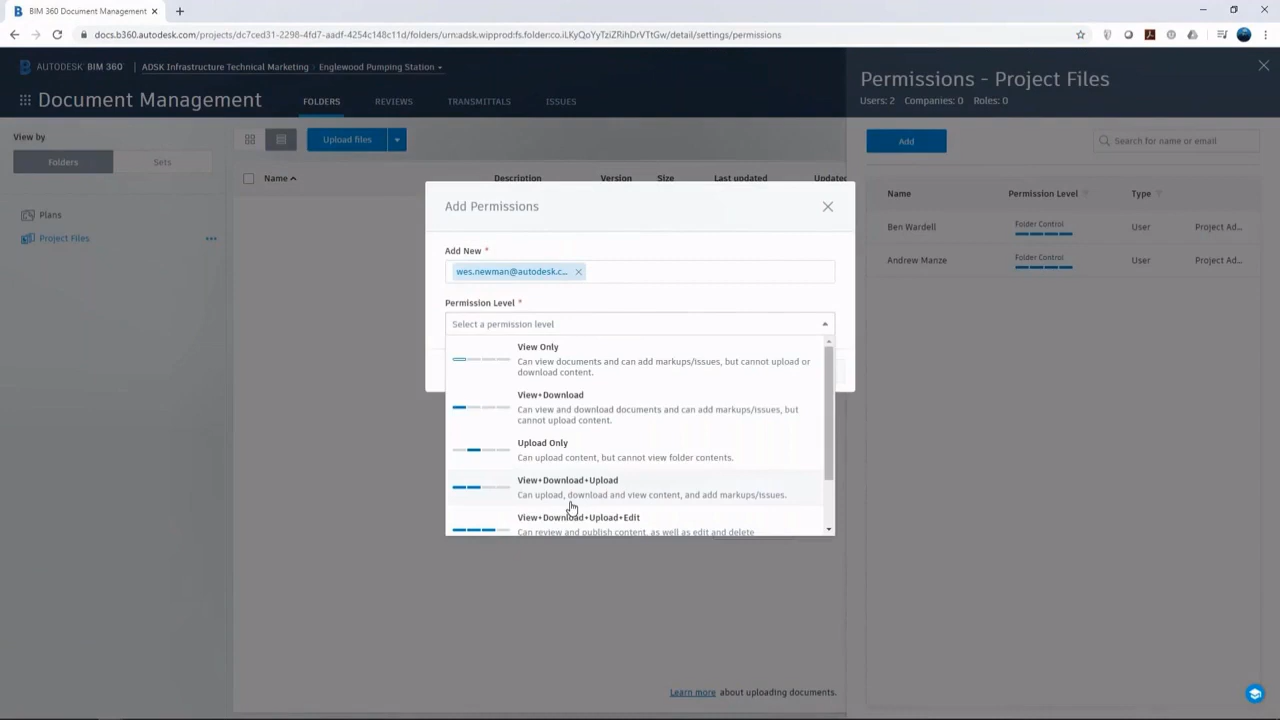 BIM 360 Document Management
docs.b360.autodesk.com/projects/dc7ced31-2298-4fd7-aadf-4254c148c11d/folders/urn:adsk.wipprod:fs.folder:co.iLKyQoYyTziZRihDrVTtGw/detail/settings/permissions
AUTODESK BIM 360
ADSK Infrastructure Technical Marketing > Englewood Pumping Station
Document Management
FOLDERS
REVIEWS
TRANSMITTALS
ISSUES
View by
Folders
Sets
Plans
Project Files
Upload files
Name
Description
Version
Size
Last updated
Update
Add Permissions
Add New *
wes.newman@autodesk.c...
Permission Level *
Select a permission level
View Only
Can view documents and can add markups/issues, but cannot upload or
download content.
View+Download
Can view and download documents and can add markups/issues, but
cannot upload content.
Upload Only
Can upload content, but cannot view folder contents.
View+Download+Upload
Can upload, download and view content, and add markups/issues.
View+Download+Upload+Edit
Can review and publish content, as well as edit and delete
Learn more about uploading documents.
Permissions - Project Files
Users: 2 Companies: 0 Roles: 0
Add
Search for name or email
Name
Permission Level
Type
Ben Wardell
Folder Control
User
Project Ad...
Andrew Manze
Folder Control
User
Project Ad...